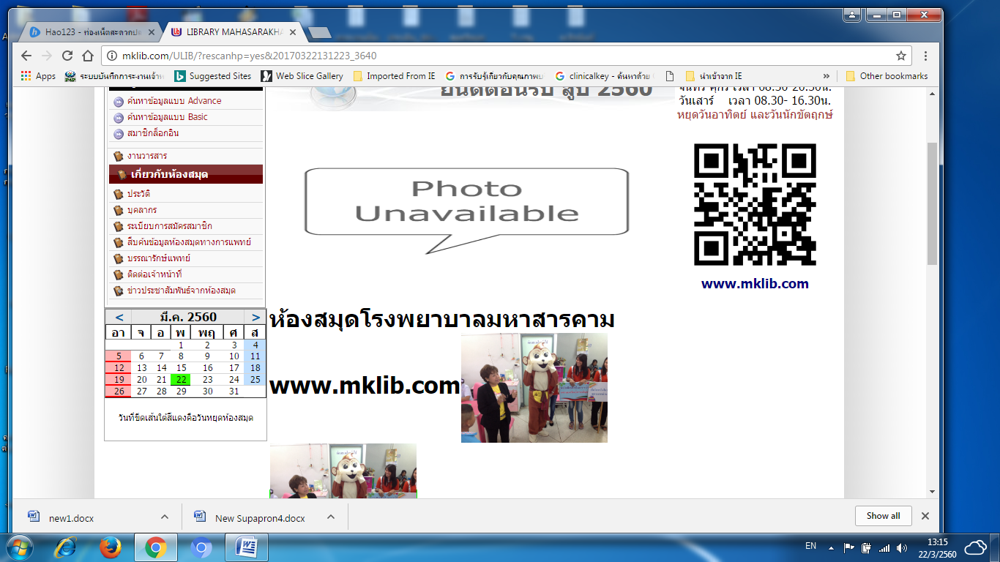 Hao123 - ท่องเน็ตสะดวกปลอ
LIBRARY MAHASARAKHA
mklib.com/ULIB/?rescanhp=yes&20170322131223_3640
Apps
ระบบบันทึกภาระงานเจ้าห
Suggested Sites
Web Slice Gallery
Imported From IE
การรับรู้เกี่ยวกับคุณภาพบ
clinicalkey - ค้นหาด้วย
นำเข้าจาก IE
»
Other bookmarks
ค้นหาข้อมูลแบบ Advance
ค้นหาข้อมูลแบบ Basic
สมาชิกล็อกอิน
งานวารสาร
เกี่ยวกับห้องสมุด
ประวัติ
บุคลากร
ระเบียบการสมัครสมาชิก
สืบค้นข้อมูลห้องสมุดทางการแพทย์
บรรณารักษ์แพทย์
ติดต่อเจ้าหน้าที่
ข่าวประชาสัมพันธ์จากห้องสมุด
< มี.ค. 2560 >
อา จ อ พ พฤ ศ ส
1 2 3 4
5 6 7 8 9 10 11
12 13 14 15 16 17 18
19 20 21 22 23 24 25
26 27 28 29 30 31
วันที่ขีดเส้นใต้สีแดงคือวันหยุดห้องสมุด
ยินดีต้อนรับ สู่ปี 2560
Photo
Unavailable
ห้องสมุดโรงพยาบาลมหาสารคาม
www.mklib.com
จันทร์ ศุกร์ เวลา 08.30-20.30น.
วันเสาร์ เวลา 08.30- 16.30น.
หยุดวันอาทิตย์ และวันนักขัตฤกษ์
www.mklib.com
new1.docx
New Supapron4.docx
Show all
EN
13:15
22/3/2560